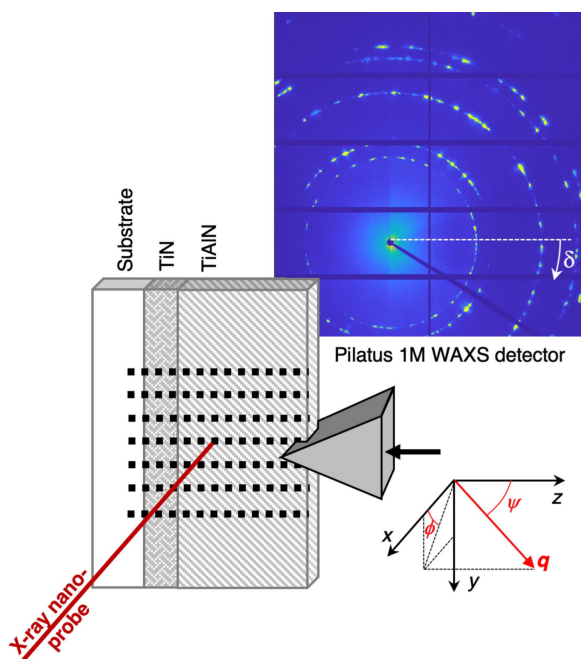 Substrate
TiN
TiAlN
δ
Pilatus 1M WAXS detector
X-ray nano-
probe
ϕ
ψ
x
z
y
q